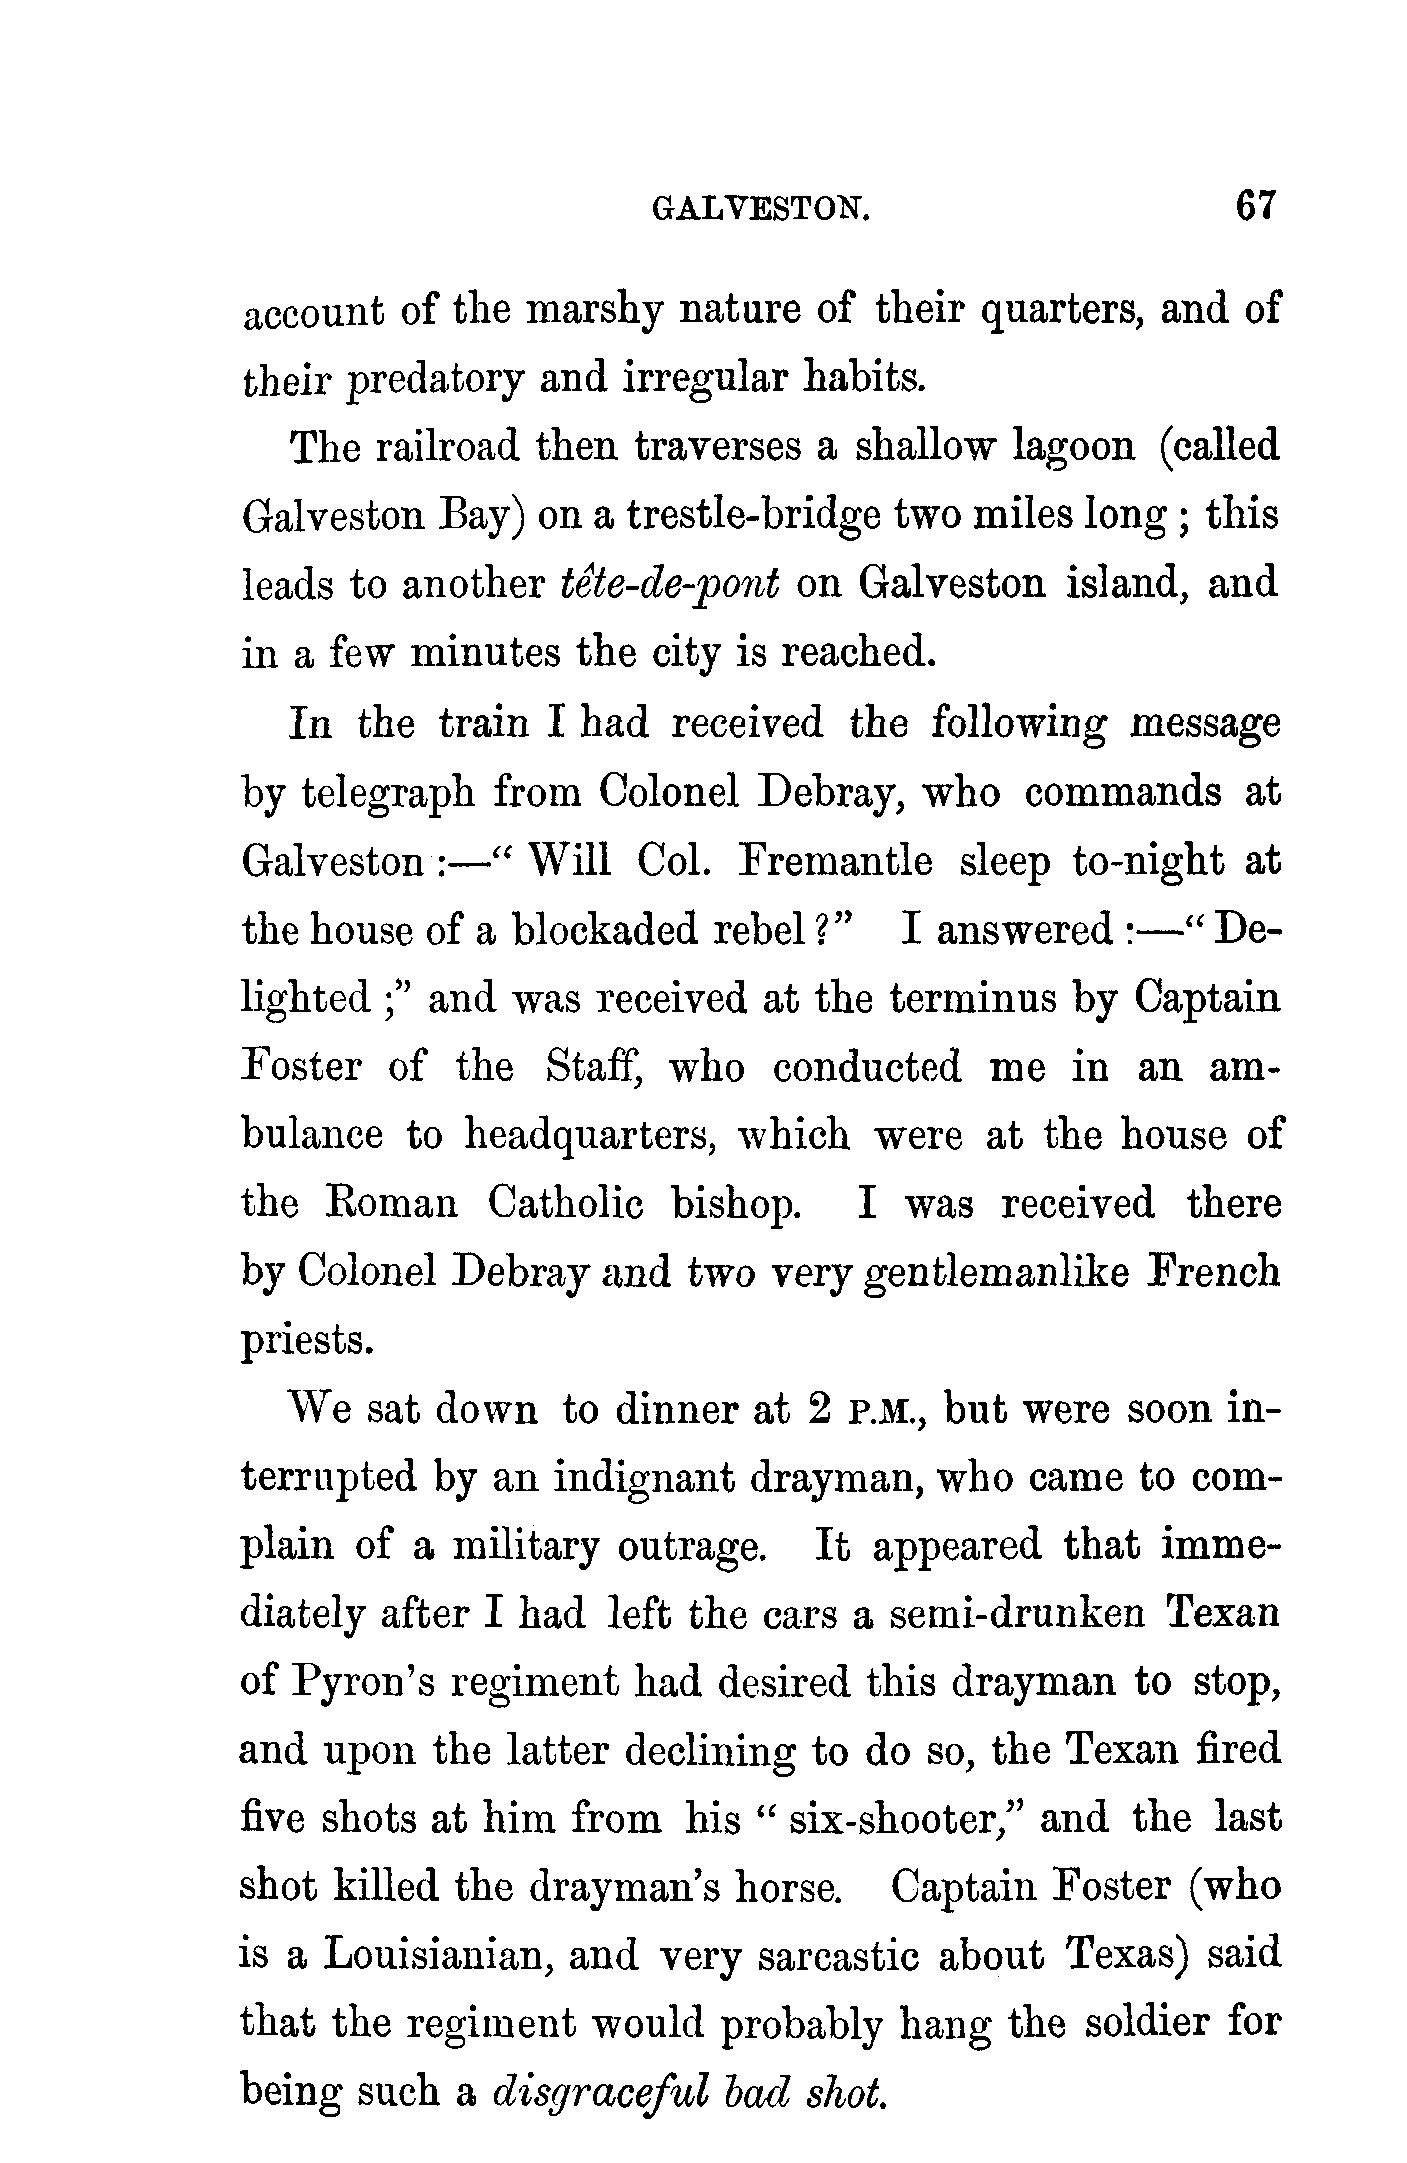 GALVESTON. 67
account of the marshy nature of their quarters, and of
their predatory and irregular habits.
The railroad then traverses a shallow lagoon (called
Galveston Bay) on a trestle-bridge two miles long ; this
leads to another tête-de-pont on Galveston island, and
in a few minutes the city is reached.
In the train I had received the following message
by telegraph from Colonel Debray, who commands at
Galveston :—“ Will Col. Fremantle sleep to-night at
the house of a blockaded rebel ?” I answered :—“ De-
lighted ;” and was received at the terminus by Captain
Foster of the Staff, who conducted me in an am-
bulance to headquarters, which were at the house of
the Roman Catholic bishop. I was received there
by Colonel Debray and two very gentlemanlike French
priests.
We sat down to dinner at 2 P.M., but were soon in-
terrupted by an indignant drayman, who came to com-
plain of a military outrage. It appeared that imme-
diately after I had left the cars a semi-drunken Texan
of Pyron’s regiment had desired this drayman to stop,
and upon the latter declining to do so, the Texan fired
five shots at him from his “ six-shooter,” and the last
shot killed the drayman’s horse. Captain Foster (who
is a Louisianian, and very sarcastic about Texas) said
that the regiment would probably hang the soldier for
being such a disgraceful bad shot.